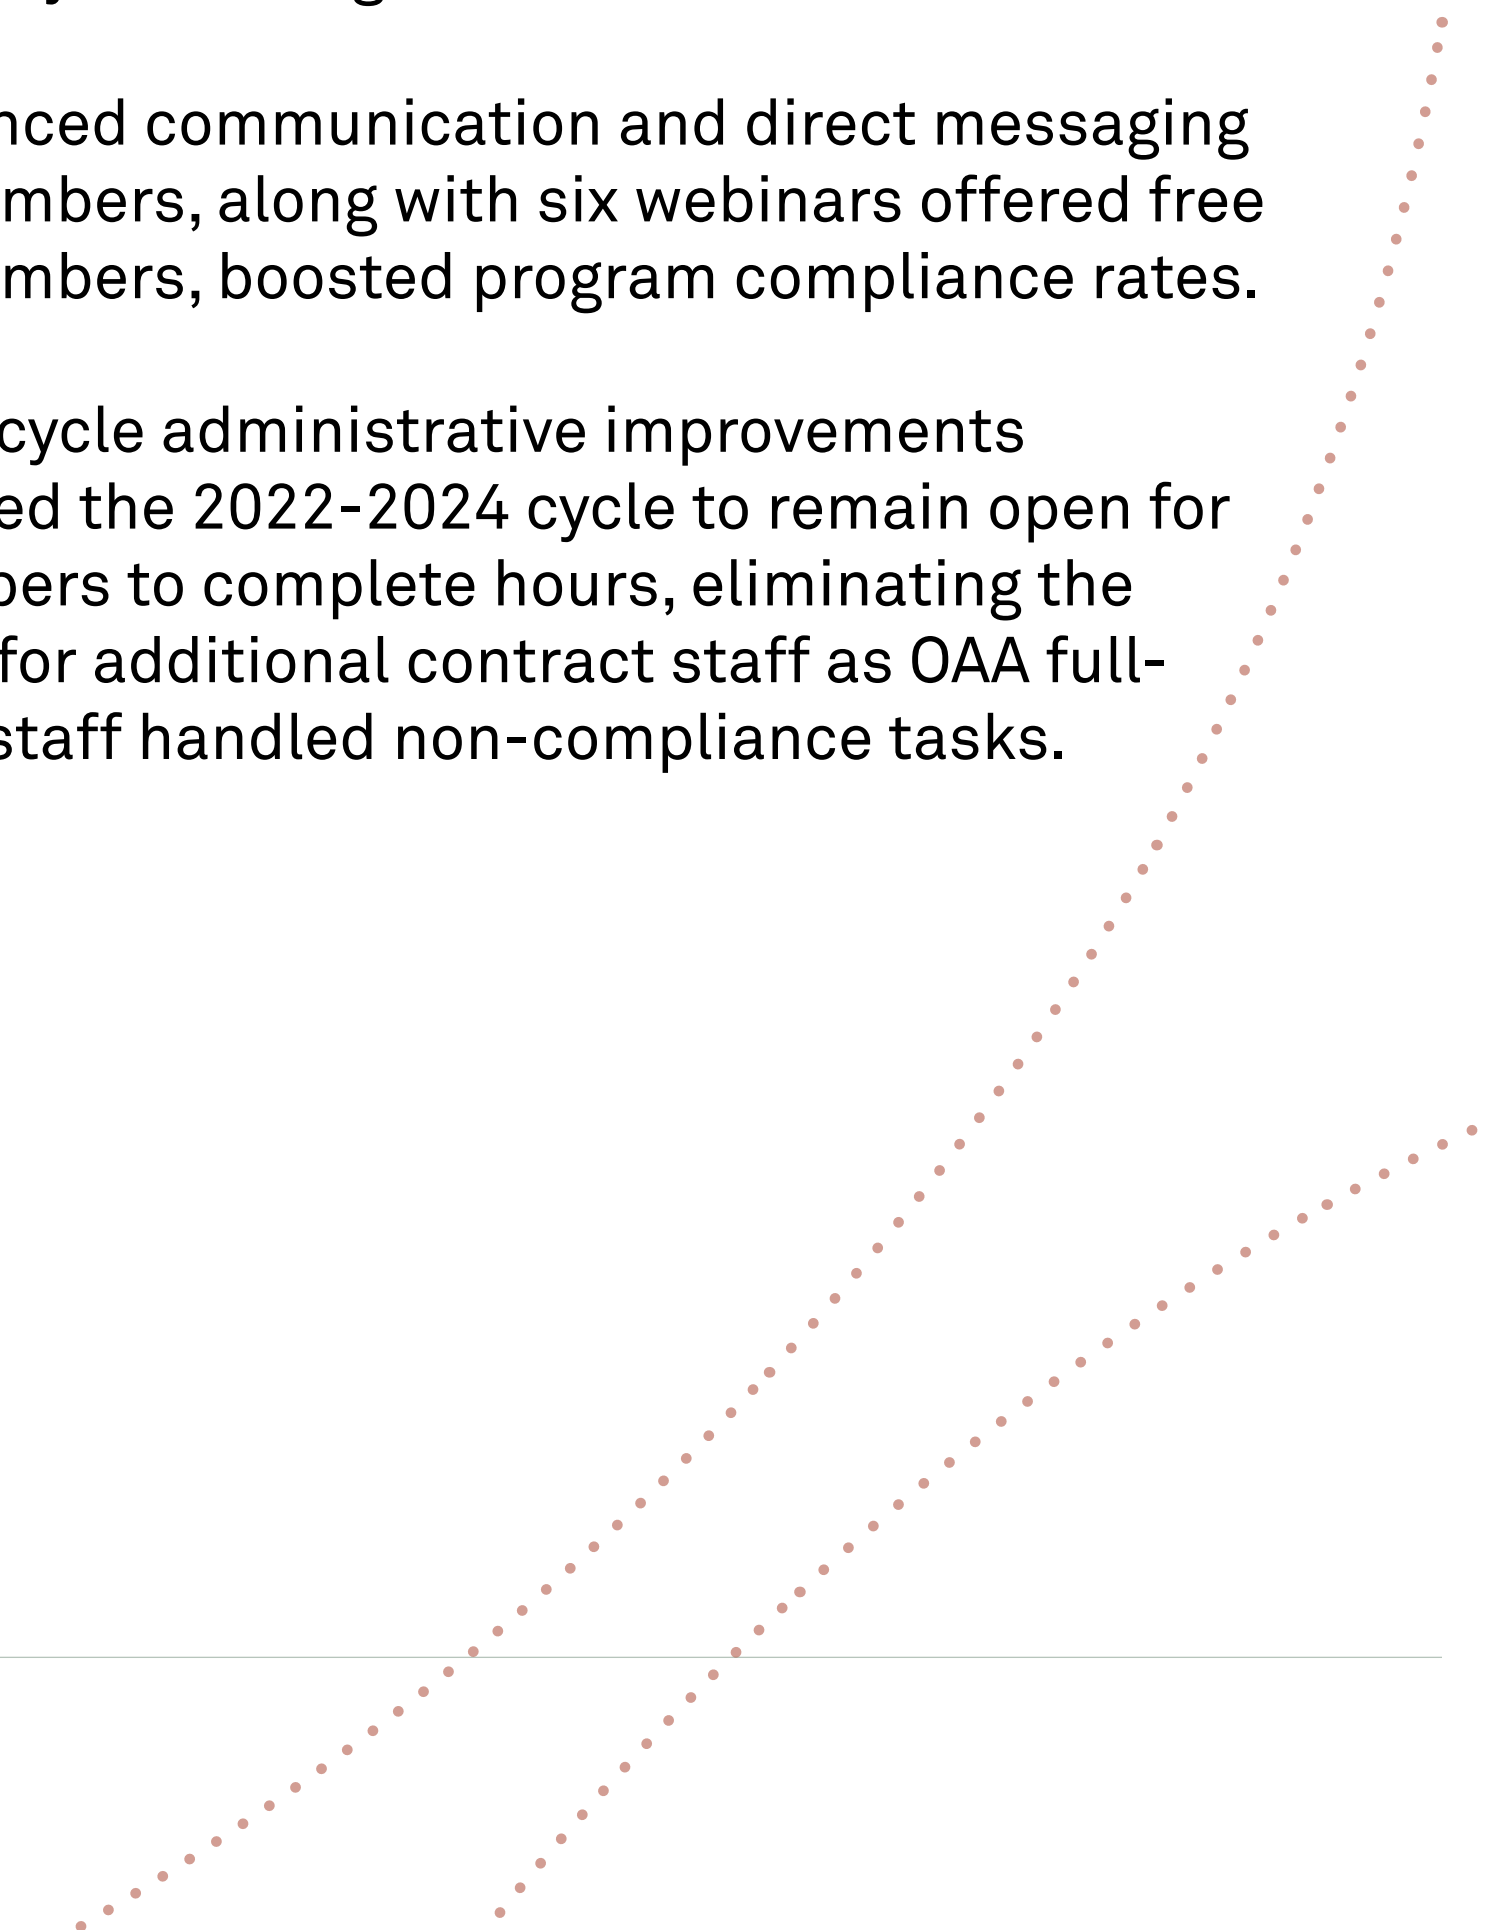 nced communication and direct messaging
mbers, along with six webinars offered free
mbers, boosted program compliance rates.
cycle administrative improvements
ed the 2022-2024 cycle to remain open for
bers to complete hours, eliminating the
for additional contract staff as OAA full-
staff handled non-compliance tasks.